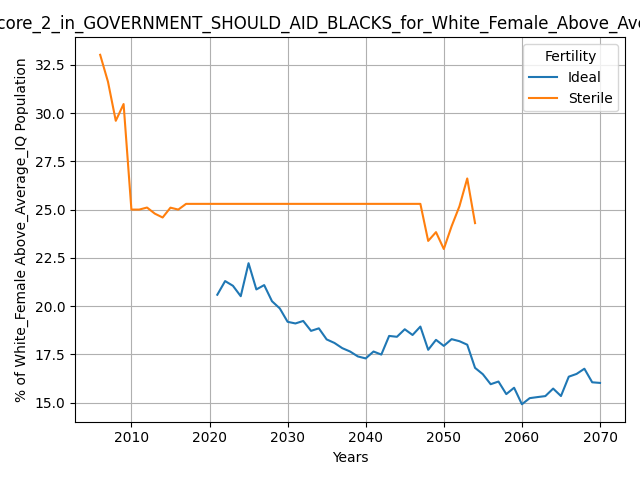 core_2_in_GOVERNMENT_SHOULD_AID_BLACKS_for_White_Female_Above_Ave
Fertility
Ideal
Sterile
% of White_Female Above_Average_IQ Population
32.5
30.0
27.5
25.0
22.5
20.0
17.5
15.0
2010 2020 2030 2040 2050 2060 2070
Years